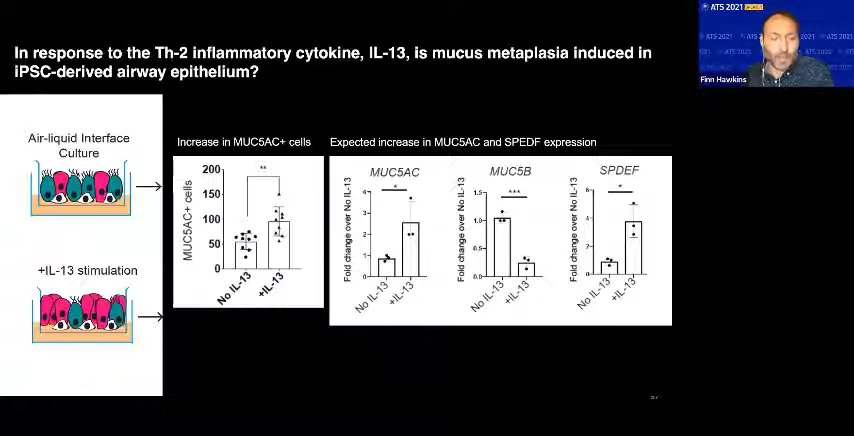 In response to the Th-2 inflammatory cytokine, IL-13, is mucus metaplasia induced in
iPSC-derived airway epithelium?
ATS 2021
Finn Hawkins
Air-liquid Interface
Culture
+IL-13 stimulation
Increase in MUC5AC+ cells
MUC5AC+ cells
200
150
100
50
0
**
No IL-13
+IL-13
Expected increase in MUC5AC and SPEDF expression
MUC5AC
Fold change over No IL-13
4
3
2
1
0
*
No IL-13
+IL-13
MUC5B
Fold change over No IL-13
1.5
1.0
0.5
0.0
***
No IL-13
+IL-13
SPDEF
Fold change over No IL-13
6
4
2
0
*
No IL-13
+IL-13